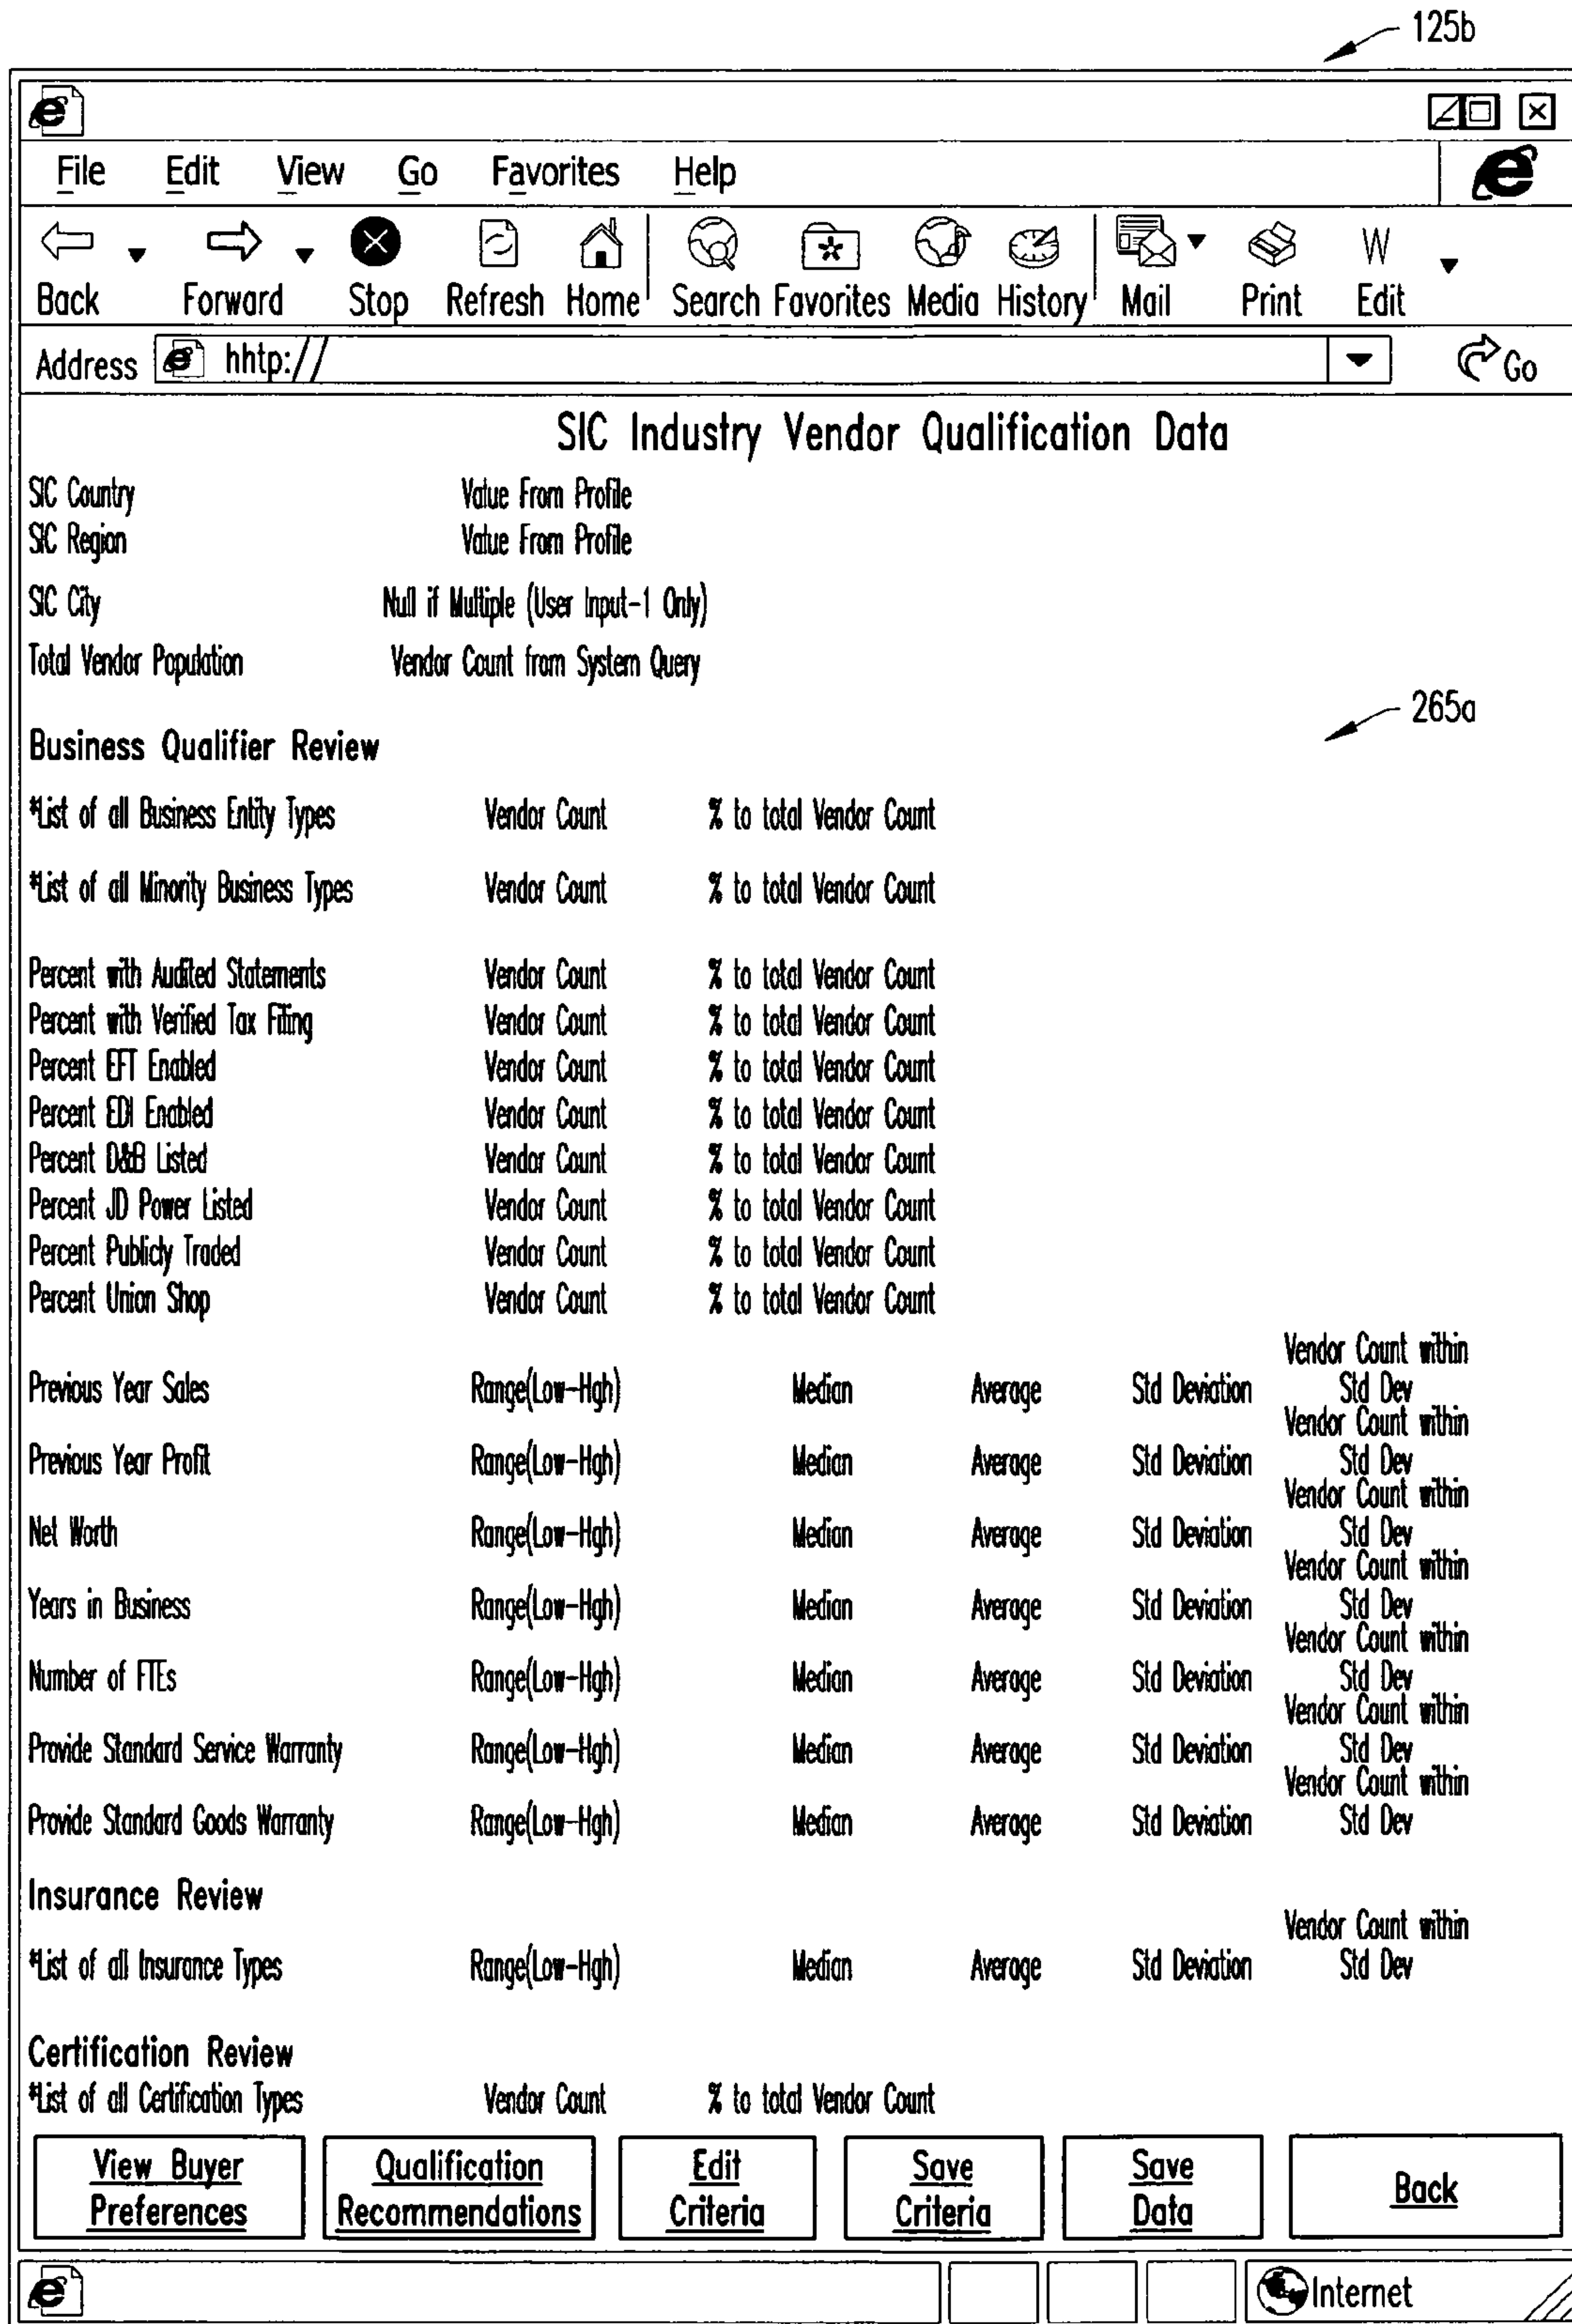 125b
File Edit View Go Favorites Help
Back Forward Stop Refresh Home Search Favorites Media History Mail Print Edit
W
Address hhtp:// Go
SIC Industry Vendor Qualification Data
SIC Country Value From Profile
SIC Region Value From Profile
SIC City Null if Multiple (User Input-1 Only)
Total Vendor Population Vendor Count from System Query
265a
Business Qualifier Review
*List of all Business Entity Types Vendor Count % to total Vendor Count
*List of all Minority Business Types Vendor Count % to total Vendor Count
Percent with Audited Statements Vendor Count % to total Vendor Count
Percent with Verified Tax Filing Vendor Count % to total Vendor Count
Percent EFT Enabled Vendor Count % to total Vendor Count
Percent EDI Enabled Vendor Count % to total Vendor Count
Percent D&B Listed Vendor Count % to total Vendor Count
Percent JD Power Listed Vendor Count % to total Vendor Count
Percent Publicly Traded Vendor Count % to total Vendor Count
Percent Union Shop Vendor Count % to total Vendor Count
Vendor Count within
Previous Year Sales Range(Low-Hgh) Median Average Std Deviation Std Dev
Vendor Count within
Previous Year Profit Range(Low-Hgh) Median Average Std Deviation Std Dev
Vendor Count within
Net Worth Range(Low-Hgh) Median Average Std Deviation Std Dev
Vendor Count within
Years in Business Range(Low-Hgh) Median Average Std Deviation Std Dev
Vendor Count within
Number of FTEs Range(Low-Hgh) Median Average Std Deviation Std Dev
Vendor Count within
Provide Standard Service Warranty Range(Low-Hgh) Median Average Std Deviation Std Dev
Vendor Count within
Provide Standard Goods Warranty Range(Low-Hgh) Median Average Std Deviation Std Dev
Insurance Review
Vendor Count within
*List of all Insurance Types Range(Low-Hgh) Median Average Std Deviation Std Dev
Certification Review
*List of all Certification Types Vendor Count % to total Vendor Count
View Buyer Qualification Edit Save Save Back
Preferences Recommendations Criteria Criteria Data
Internet